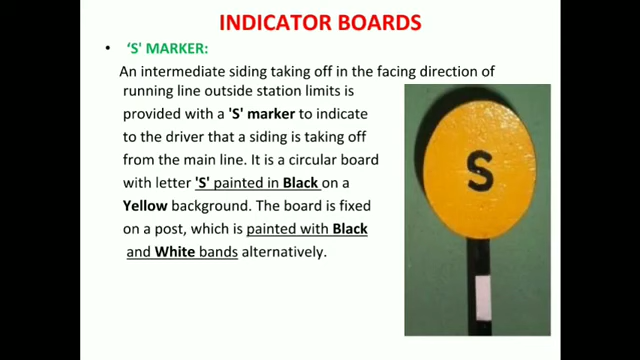 INDICATOR BOARDS
• ‘S' MARKER:
An intermediate siding taking off in the facing direction of
running line outside station limits is
provided with a 'S' marker to indicate
to the driver that a siding is taking off
from the main line. It is a circular board
with letter 'S' painted in Black on a
Yellow background. The board is fixed
on a post, which is painted with Black
and White bands alternatively.
S